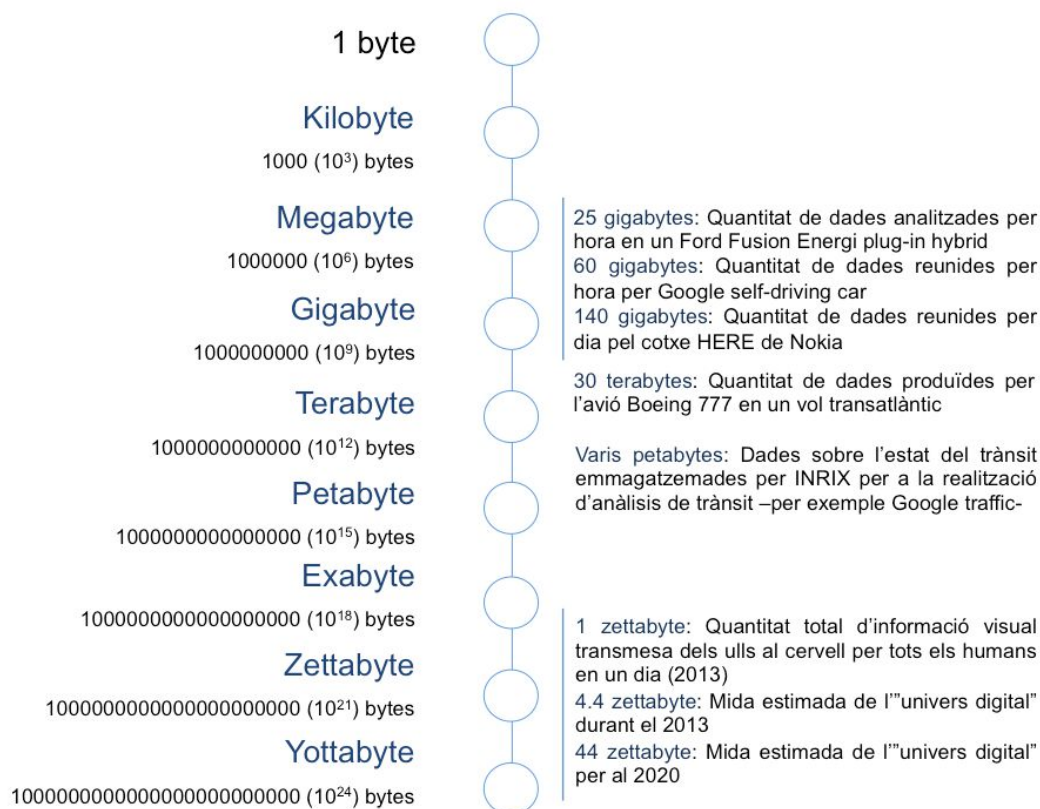 1 byte
Kilobyte
1000 (10³) bytes
Megabyte
1000000 (10⁶) bytes
Gigabyte
1000000000 (10⁹) bytes
Terabyte
1000000000000 (10¹²) bytes
Petabyte
1000000000000000 (10¹⁵) bytes
Exabyte
1000000000000000000 (10¹⁸) bytes
Zettabyte
1000000000000000000000 (10²¹) bytes
Yottabyte
1000000000000000000000000 (10²⁴) bytes
25 gigabytes: Quantitat de dades analitzades per
hora en un Ford Fusion Energi plug-in hybrid
60 gigabytes: Quantitat de dades reunides per
hora per Google self-driving car
140 gigabytes: Quantitat de dades reunides per
dia pel cotxe HERE de Nokia
30 terabytes: Quantitat de dades produïdes per
l’avió Boeing 777 en un vol transatlàntic
Varis petabytes: Dades sobre l’estat del trànsit
emmagatzemades per INRIX per a la realització
d’anàlisis de trànsit –per exemple Google traffic-
1 zettabyte: Quantitat total d’informació visual
transmesa dels ulls al cervell per tots els humans
en un dia (2013)
4.4 zettabyte: Mida estimada de l’”univers digital”
durant el 2013
44 zettabyte: Mida estimada de l’”univers digital”
per al 2020